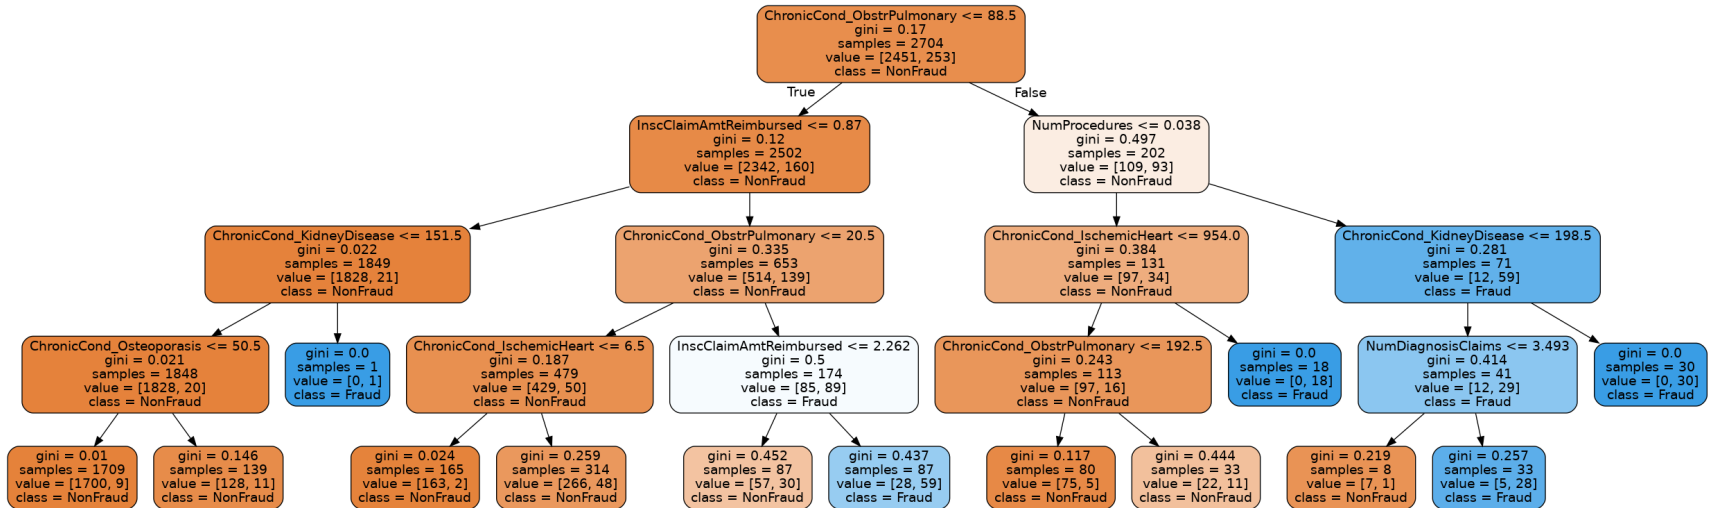 ChronicCond_ObstrPulmonary <= 88.5
gini = 0.17
samples = 2704
value = [2451, 253]
class = NonFraud
True
False
InscClaimAmtReimbursed <= 0.87
gini = 0.12
samples = 2502
value = [2342, 160]
class = NonFraud
NumProcedures <= 0.038
gini = 0.497
samples = 202
value = [109, 93]
class = NonFraud
ChronicCond_KidneyDisease <= 151.5
gini = 0.022
samples = 1849
value = [1828, 21]
class = NonFraud
ChronicCond_ObstrPulmonary <= 20.5
gini = 0.335
samples = 653
value = [514, 139]
class = NonFraud
ChronicCond_IschemicHeart <= 954.0
gini = 0.384
samples = 131
value = [97, 34]
class = NonFraud
ChronicCond_KidneyDisease <= 198.5
gini = 0.281
samples = 71
value = [12, 59]
class = Fraud
ChronicCond_Osteoporasis <= 50.5
gini = 0.021
samples = 1848
value = [1828, 20]
class = NonFraud
gini = 0.0
samples = 1
value = [0, 1]
class = Fraud
ChronicCond_IschemicHeart <= 6.5
gini = 0.187
samples = 479
value = [429, 50]
class = NonFraud
InscClaimAmtReimbursed <= 2.262
gini = 0.5
samples = 174
value = [85, 89]
class = Fraud
ChronicCond_ObstrPulmonary <= 192.5
gini = 0.243
samples = 113
value = [97, 16]
class = NonFraud
gini = 0.0
samples = 18
value = [0, 18]
class = Fraud
NumDiagnosisClaims <= 3.493
gini = 0.414
samples = 41
value = [12, 29]
class = Fraud
gini = 0.0
samples = 30
value = [0, 30]
class = Fraud
gini = 0.01
samples = 1709
value = [1700, 9]
class = NonFraud
gini = 0.146
samples = 139
value = [128, 11]
class = NonFraud
gini = 0.024
samples = 165
value = [163, 2]
class = NonFraud
gini = 0.259
samples = 314
value = [266, 48]
class = NonFraud
gini = 0.452
samples = 87
value = [57, 30]
class = NonFraud
gini = 0.437
samples = 87
value = [28, 59]
class = Fraud
gini = 0.117
samples = 80
value = [75, 5]
class = NonFraud
gini = 0.444
samples = 33
value = [22, 11]
class = NonFraud
gini = 0.219
samples = 8
value = [7, 1]
class = NonFraud
gini = 0.257
samples = 33
value = [5, 28]
class = Fraud